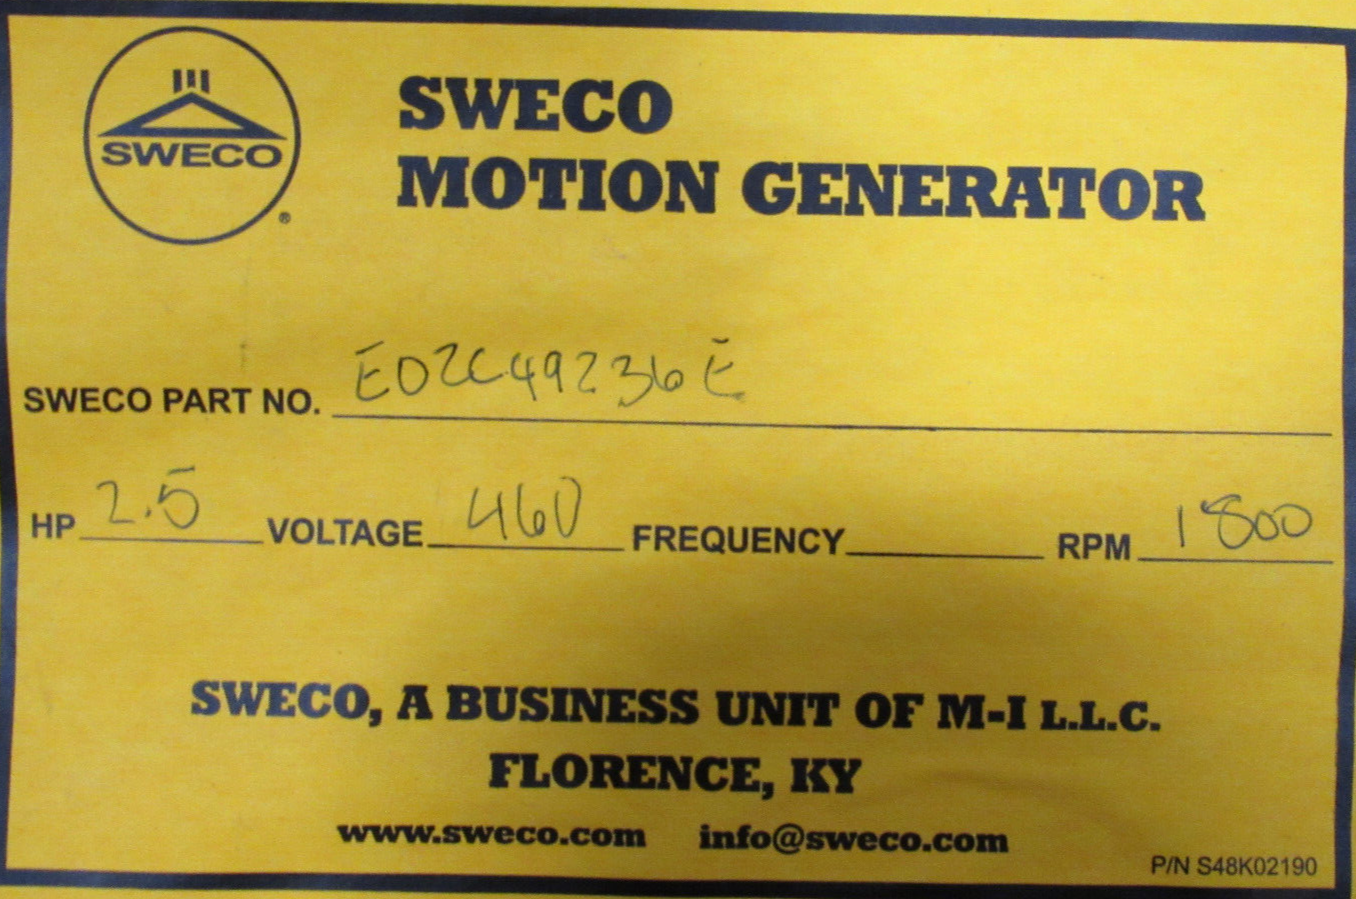 SWECO
®
SWECO
MOTION GENERATOR
SWECO PART NO. E02C49236E
HP 2.5 VOLTAGE 460 FREQUENCY RPM 1800
SWECO, A BUSINESS UNIT OF M-I L.L.C.
FLORENCE, KY
www.sweco.com info@sweco.com
P/N S48K02190